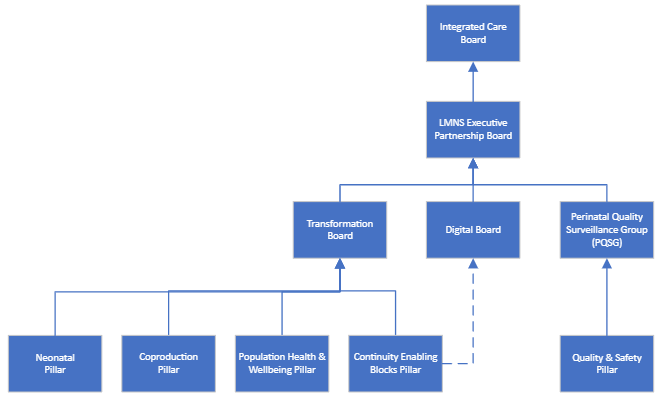 Integrated Care
Board
LMNS Executive
Partnership Board
Transformation
Board
Digital Board
Perinatal Quality
Surveillance Group
(PQSG)
Neonatal
Pillar
Coproduction
Pillar
Population Health &
Wellbeing Pillar
Continuity Enabling
Blocks Pillar
Quality & Safety
Pillar